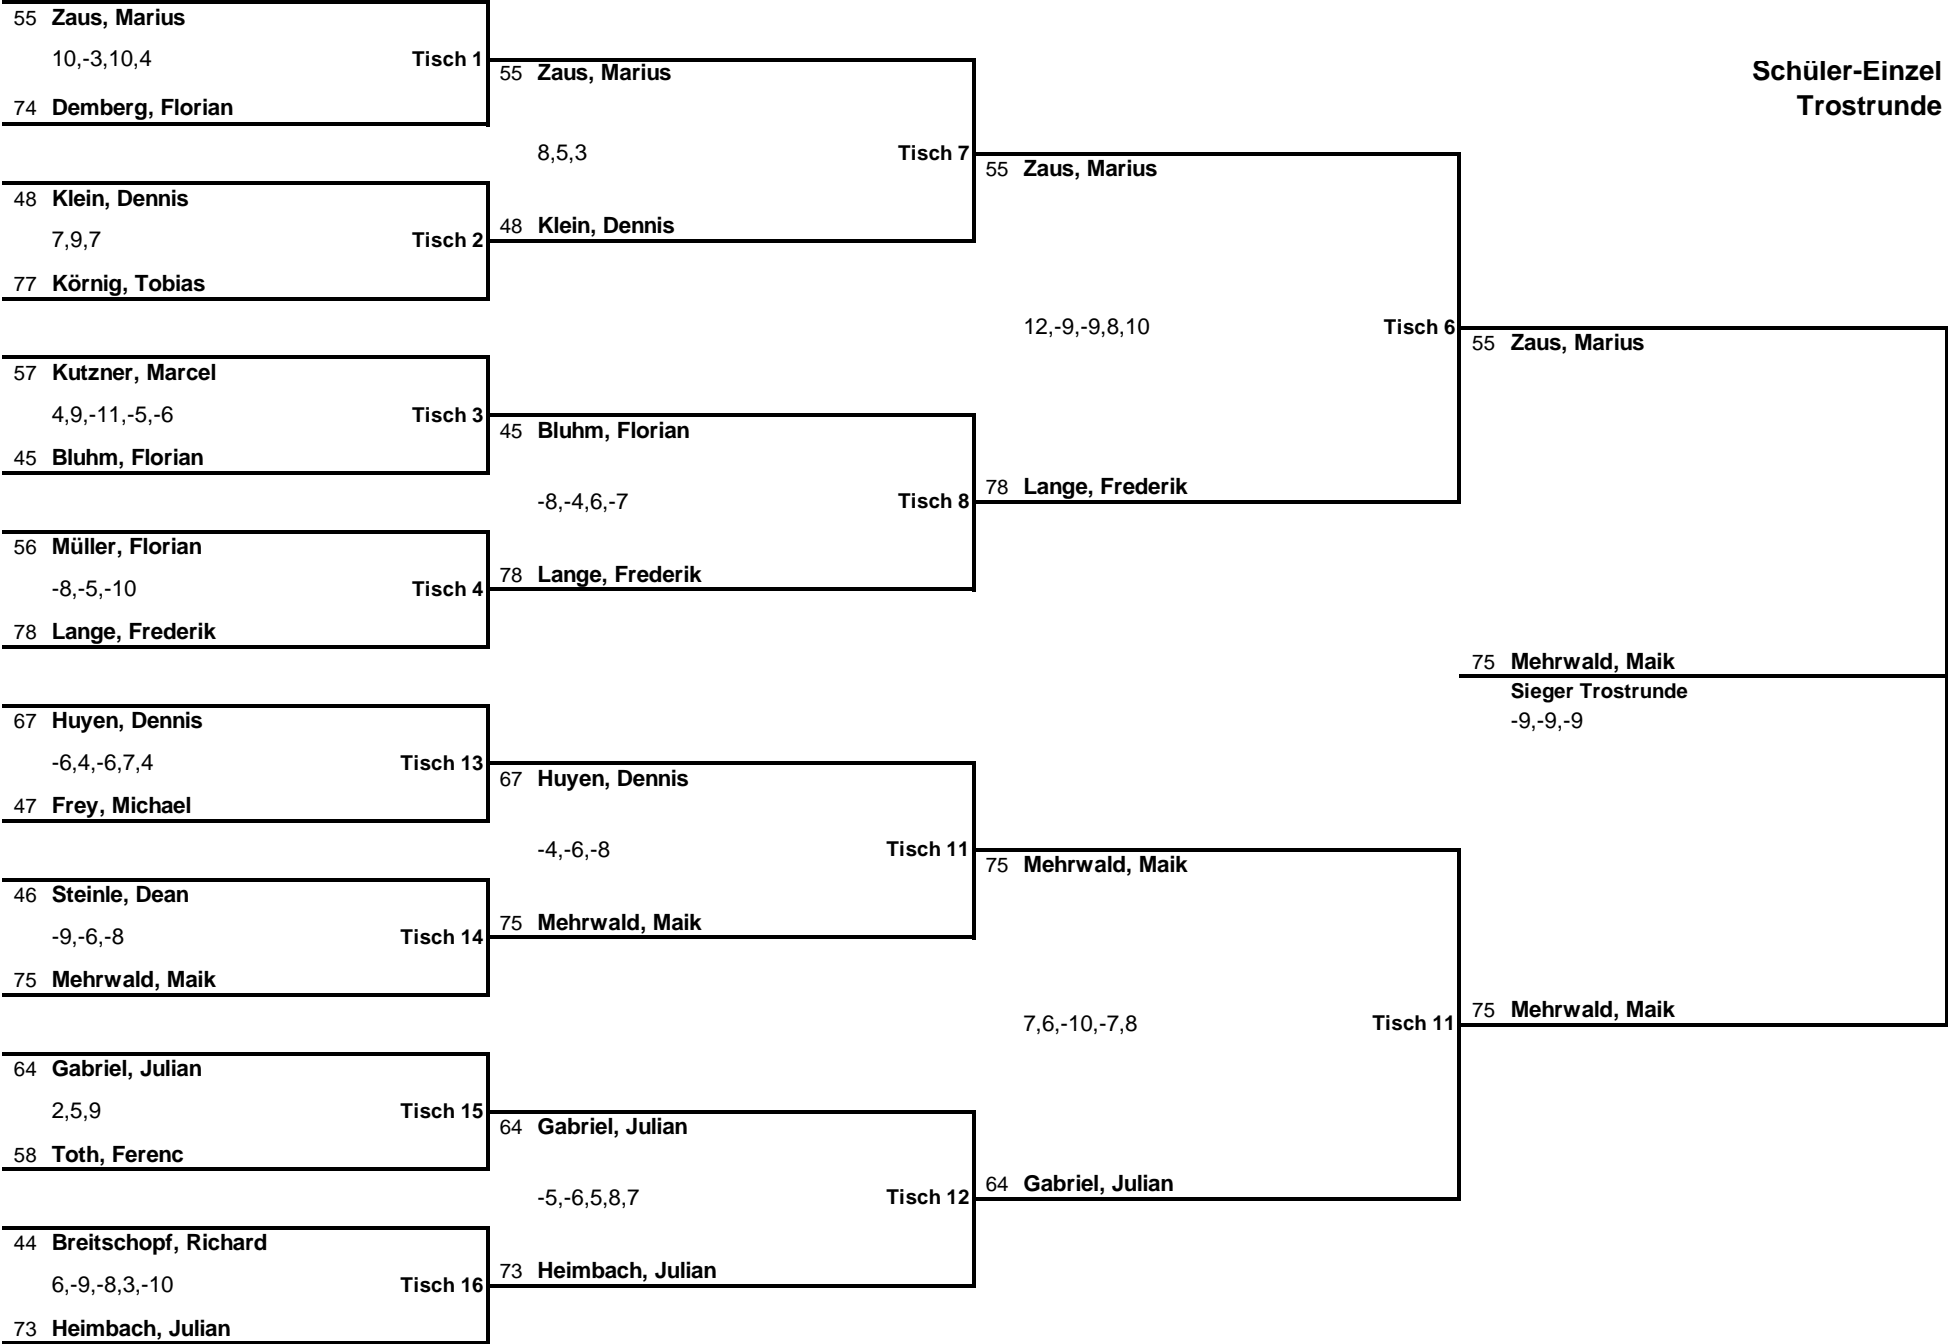 Schüler-Einzel
Trostrunde
55 Zaus, Marius
10,-3,10,4 Tisch 1
74 Demberg, Florian
48 Klein, Dennis
7,9,7 Tisch 2
77 Körnig, Tobias
57 Kutzner, Marcel
4,9,-11,-5,-6 Tisch 3
45 Bluhm, Florian
56 Müller, Florian
-8,-5,-10 Tisch 4
78 Lange, Frederik
67 Huyen, Dennis
-6,4,-6,7,4 Tisch 13
47 Frey, Michael
46 Steinle, Dean
-9,-6,-8 Tisch 14
75 Mehrwald, Maik
64 Gabriel, Julian
2,5,9 Tisch 15
58 Toth, Ferenc
44 Breitschopf, Richard
6,-9,-8,3,-10 Tisch 16
73 Heimbach, Julian
55 Zaus, Marius
8,5,3 Tisch 7
48 Klein, Dennis
45 Bluhm, Florian
-8,-4,6,-7 Tisch 8
78 Lange, Frederik
67 Huyen, Dennis
-4,-6,-8 Tisch 11
75 Mehrwald, Maik
64 Gabriel, Julian
-5,-6,5,8,7 Tisch 12
73 Heimbach, Julian
55 Zaus, Marius
12,-9,-9,8,10 Tisch 6
78 Lange, Frederik
75 Mehrwald, Maik
7,6,-10,-7,8 Tisch 11
64 Gabriel, Julian
55 Zaus, Marius
75 Mehrwald, Maik
Sieger Trostrunde
-9,-9,-9
75 Mehrwald, Maik